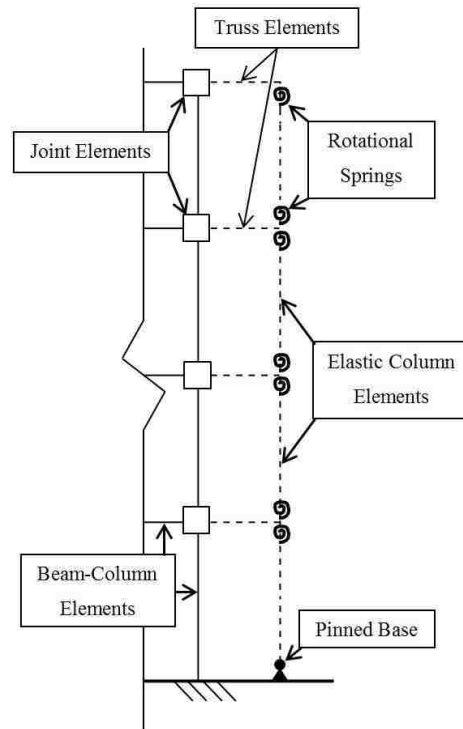 Truss Elements
Joint Elements
Rotational
Springs
Elastic Column
Elements
Beam-Column
Elements
Pinned Base